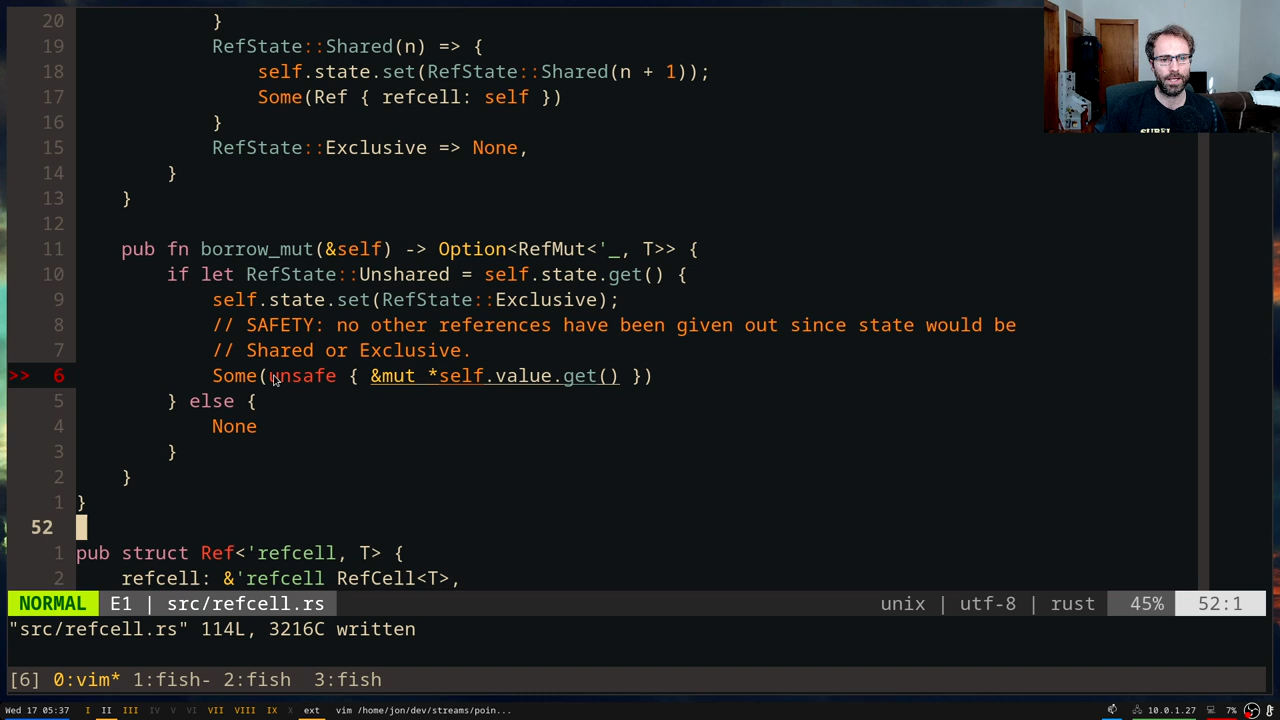 20 }
19 RefState::Shared(n) => {
18 self.state.set(RefState::Shared(n + 1));
17 Some(Ref { refcell: self })
16 }
15 RefState::Exclusive => None,
14 }
13 }
12
11 pub fn borrow_mut(&self) -> Option<RefMut<'_, T>> {
10 if let RefState::Unshared = self.state.get() {
9 self.state.set(RefState::Exclusive);
8 // SAFETY: no other references have been given out since state would be
7 // Shared or Exclusive.
>> 6 Some(unsafe { &mut *self.value.get() })
5 } else {
4 None
3 }
2 }
1 }
52
1 pub struct Ref<'refcell, T> {
2 refcell: &'refcell RefCell<T>,
NORMAL E1 | src/refcell.rs unix | utf-8 | rust 45% 52:1
"src/refcell.rs" 114L, 3216C written
[6] 0:vim* 1:fish- 2:fish 3:fish
Wed 17 05:37 I II III IV V VI VII VIII IX X ext vim /home/jon/dev/streams/poin... 10.0.1.27 7%